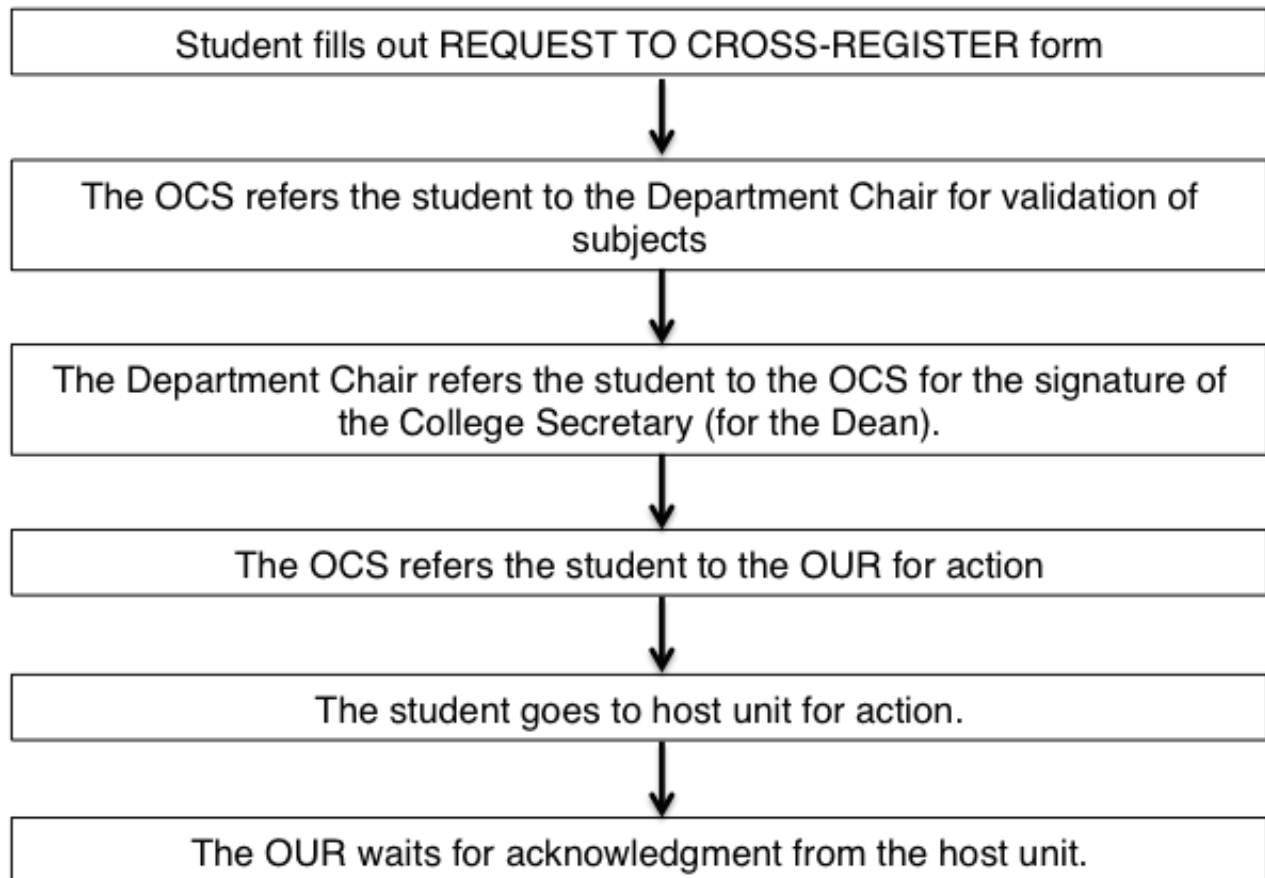 Student fills out REQUEST TO CROSS-REGISTER form
The OCS refers the student to the Department Chair for validation of
subjects
The Department Chair refers the student to the OCS for the signature of
the College Secretary (for the Dean).
The OCS refers the student to the OUR for action
The student goes to host unit for action.
The OUR waits for acknowledgment from the host unit.